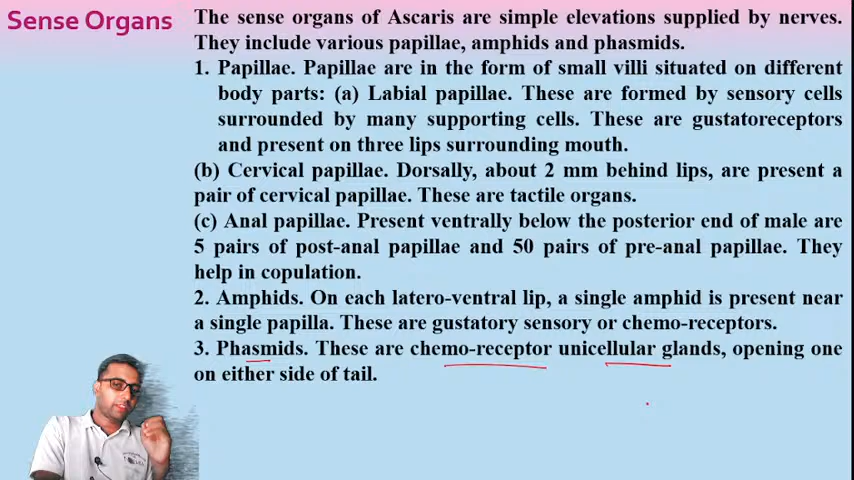 Sense Organs
The sense organs of Ascaris are simple elevations supplied by nerves.
They include various papillae, amphids and phasmids.
1. Papillae. Papillae are in the form of small villi situated on different
body parts: (a) Labial papillae. These are formed by sensory cells
surrounded by many supporting cells. These are gustatoreceptors
and present on three lips surrounding mouth.
(b) Cervical papillae. Dorsally, about 2 mm behind lips, are present a
pair of cervical papillae. These are tactile organs.
(c) Anal papillae. Present ventrally below the posterior end of male are
5 pairs of post-anal papillae and 50 pairs of pre-anal papillae. They
help in copulation.
2. Amphids. On each latero-ventral lip, a single amphid is present near
a single papilla. These are gustatory sensory or chemo-receptors.
3. Phasmids. These are chemo-receptor unicellular glands, opening one
on either side of tail.